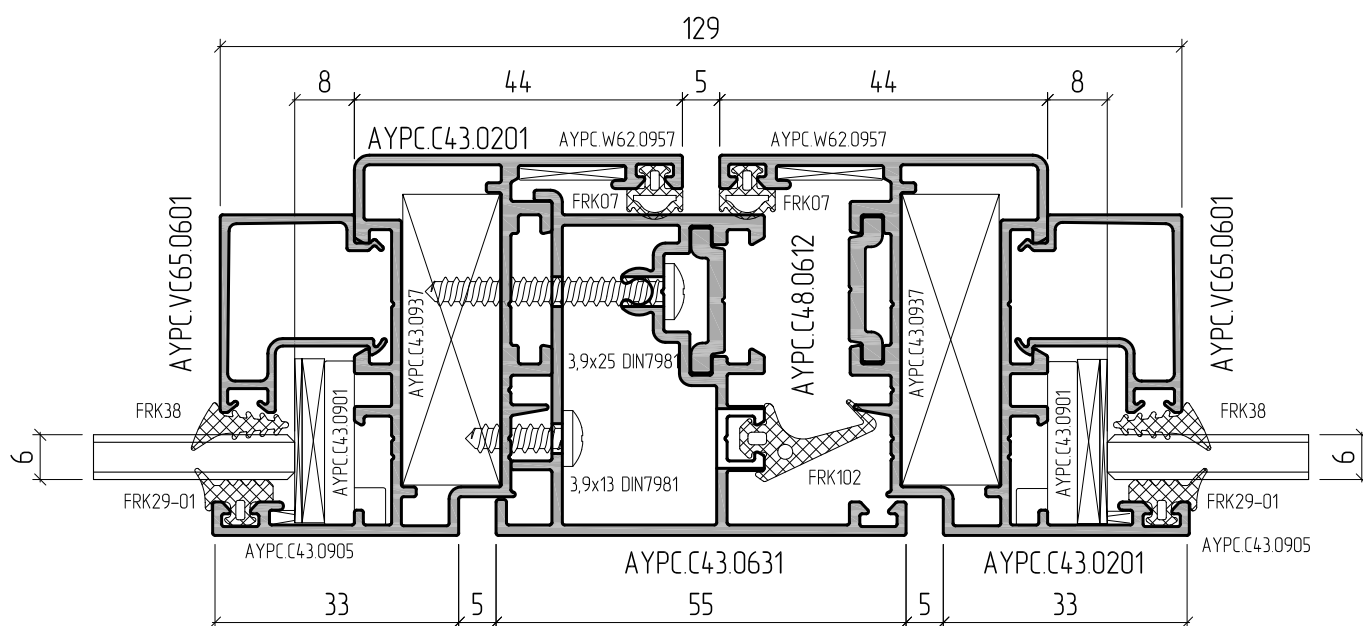 129
8
44
5
44
8
AYPC.C43.0201
AYPC.W62.0957
AYPC.W62.0957
FRK07
FRK07
AYPC.VC65.0601
AYPC.VC65.0601
AYPC.C43.0937
AYPC.C48.0612
AYPC.C43.0937
3,9x25 DIN7981
FRK38
FRK38
AYPC.C43.0901
AYPC.C43.0901
6
6
3,9x13 DIN7981
FRK102
FRK29-01
FRK29-01
AYPC.C43.0905
AYPC.C43.0631
AYPC.C43.0201
AYPC.C43.0905
33
5
55
5
33